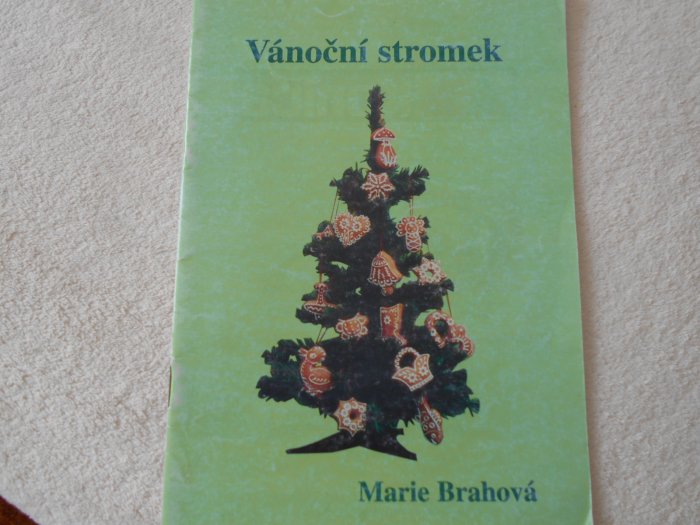 Vánoční stromek
Marie Brahová